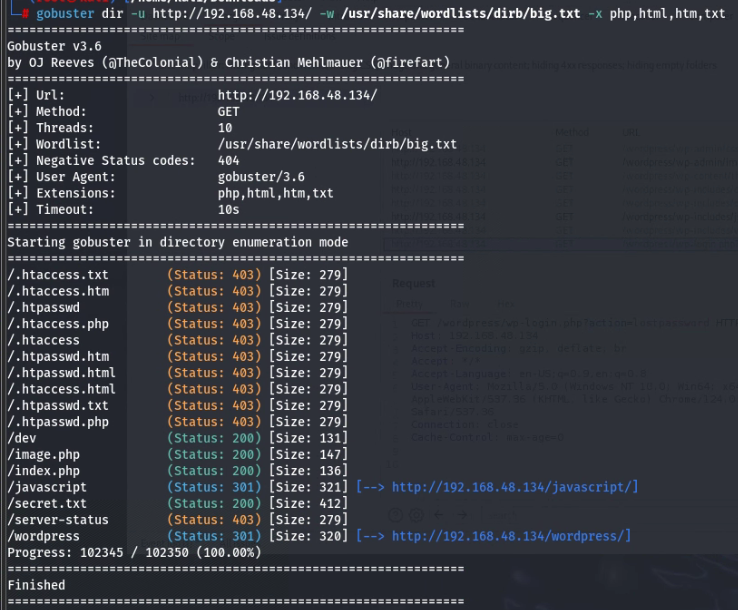 # gobuster dir -u http://192.168.48.134/ -w /usr/share/wordlists/dirb/big.txt -x php,html,htm,txt
===============================================================
Gobuster v3.6
by OJ Reeves (@TheColonial) & Christian Mehlmauer (@firefart)
===============================================================
[+] Url:                     http://192.168.48.134/
[+] Method:                  GET
[+] Threads:                 10
[+] Wordlist:                /usr/share/wordlists/dirb/big.txt
[+] Negative Status codes:   404
[+] User Agent:              gobuster/3.6
[+] Extensions:              php,html,htm,txt
[+] Timeout:                 10s
===============================================================
Starting gobuster in directory enumeration mode
===============================================================
/.htaccess.txt        (Status: 403) [Size: 279]
/.htaccess.htm        (Status: 403) [Size: 279]
/.htpasswd            (Status: 403) [Size: 279]
/.htaccess.php        (Status: 403) [Size: 279]
/.htaccess            (Status: 403) [Size: 279]
/.htpasswd.htm        (Status: 403) [Size: 279]
/.htpasswd.html       (Status: 403) [Size: 279]
/.htaccess.html       (Status: 403) [Size: 279]
/.htpasswd.txt        (Status: 403) [Size: 279]
/.htpasswd.php        (Status: 403) [Size: 279]
/dev                  (Status: 200) [Size: 131]
/image.php            (Status: 200) [Size: 147]
/index.php            (Status: 200) [Size: 136]
/javascript           (Status: 301) [Size: 321] [--> http://192.168.48.134/javascript/]
/secret.txt           (Status: 200) [Size: 412]
/server-status        (Status: 403) [Size: 279]
/wordpress            (Status: 301) [Size: 320] [--> http://192.168.48.134/wordpress/]
Progress: 102345 / 102350 (100.00%)
===============================================================
Finished
===============================================================